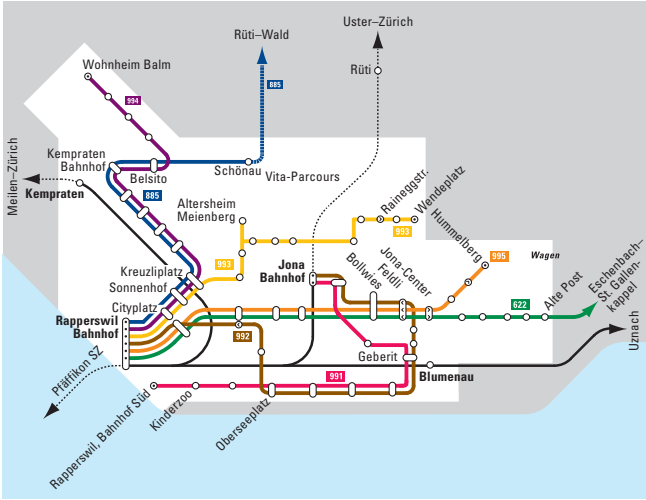 Uster–Zürich
Rüti–Wald
Wohnheim Balm
Rüti
885
994
Kempraten
Bahnhof
Belsito
Schönau
Vita-Parcours
Raineggstr.
Wendeplatz
Meilen–Zürich
Kempraten
885
Altersheim
Meienberg
993
Hummelberg
995
Wagen
Kreuzliplatz
993
Jona
Bahnhof
Bollwies
Jona-Center
Feldli
Eschenbach–
St. Gallen-
kappel
Sonnenhof
Cityplatz
622
Alte Post
Rapperswil
Bahnhof
992
Geberit
Uznach
Pfäffikon SZ
991
Blumenau
Rapperswil, Bahnhof Süd
Kinderzoo
Oberseeplatz